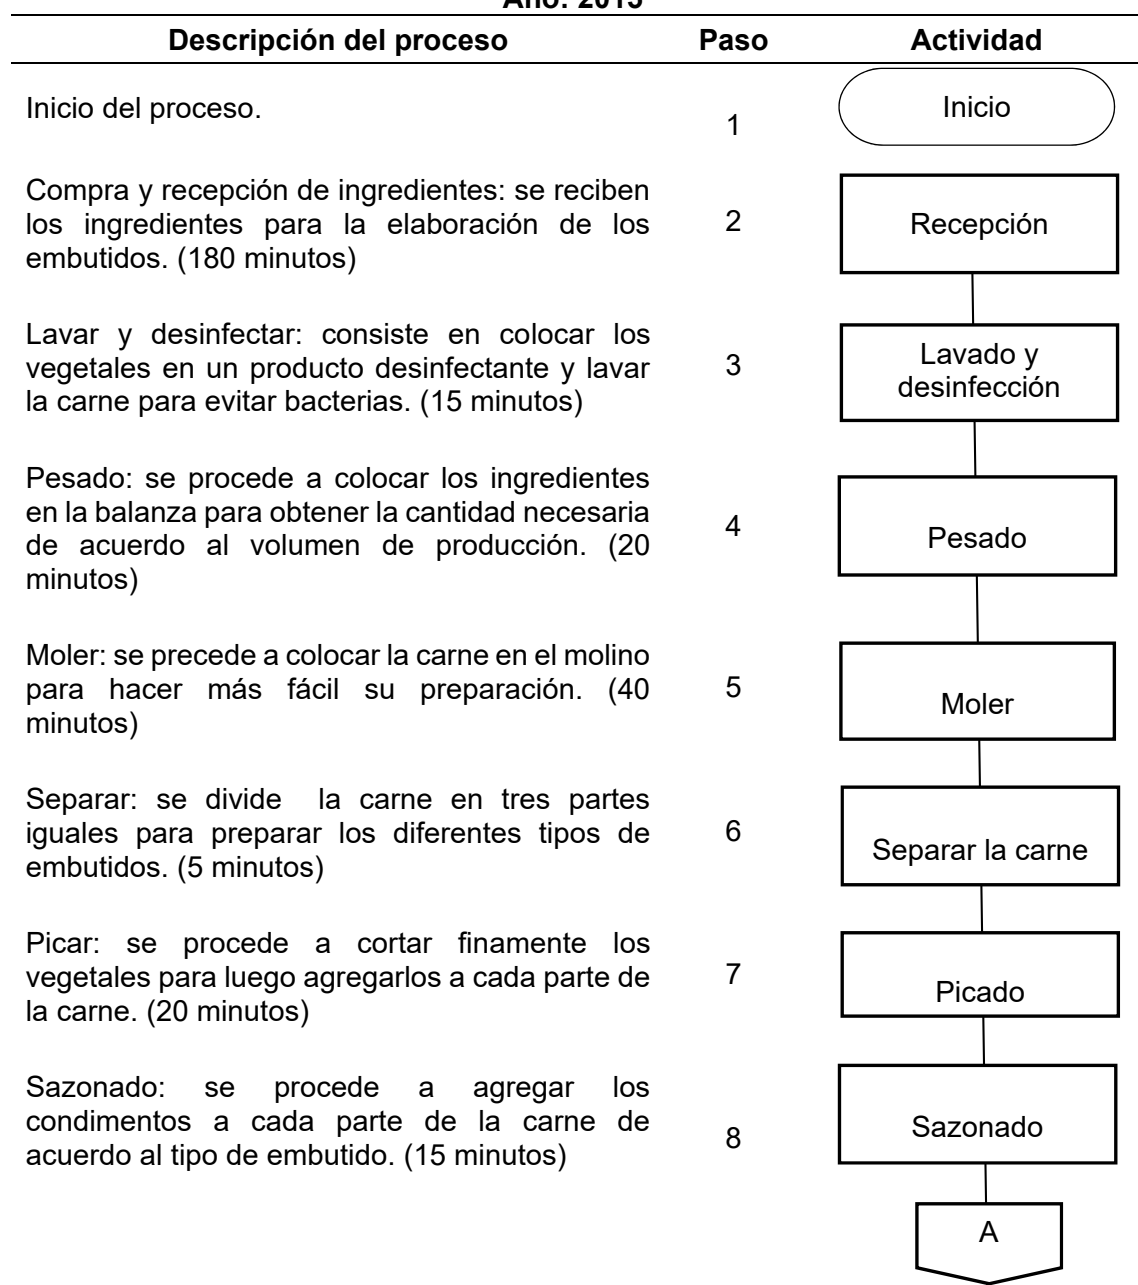 Año: 2015
Descripción del proceso Paso Actividad
Inicio del proceso.
1
Inicio
Compra y recepción de ingredientes: se reciben
los ingredientes para la elaboración de los
embutidos. (180 minutos)
2
Recepción
Lavar y desinfectar: consiste en colocar los
vegetales en un producto desinfectante y lavar
la carne para evitar bacterias. (15 minutos)
3
Lavado y
desinfección
Pesado: se procede a colocar los ingredientes
en la balanza para obtener la cantidad necesaria
de acuerdo al volumen de producción. (20
minutos)
4
Pesado
Moler: se precede a colocar la carne en el molino
para hacer más fácil su preparación. (40
minutos)
5
Moler
Separar: se divide la carne en tres partes
iguales para preparar los diferentes tipos de
embutidos. (5 minutos)
6
Separar la carne
Picar: se procede a cortar finamente los
vegetales para luego agregarlos a cada parte de
la carne. (20 minutos)
7
Picado
Sazonado: se procede a agregar los
condimentos a cada parte de la carne de
acuerdo al tipo de embutido. (15 minutos)
8
Sazonado
A